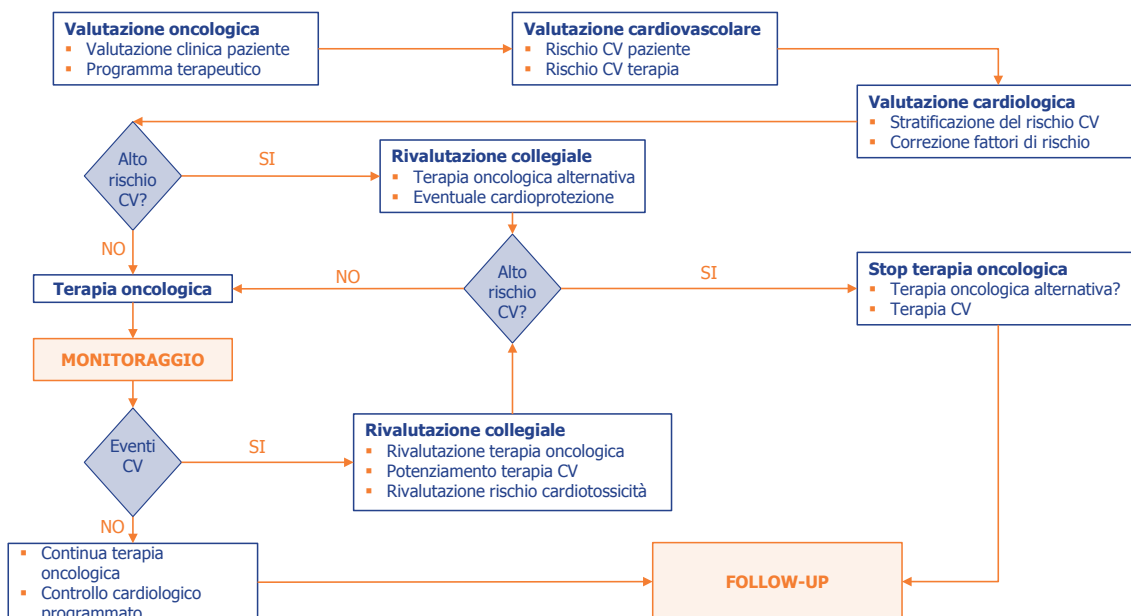 Valutazione oncologica
▪ Valutazione clinica paziente
▪ Programma terapeutico
Valutazione cardiovascolare
▪ Rischio CV paziente
▪ Rischio CV terapia
Valutazione cardiologica
▪ Stratificazione del rischio CV
▪ Correzione fattori di rischio
Alto
rischio
CV?
SI
Rivalutazione collegiale
▪ Terapia oncologica alternativa
▪ Eventuale cardioprotezione
NO
Terapia oncologica
NO
Alto
rischio
CV?
SI
Stop terapia oncologica
▪ Terapia oncologica alternativa?
▪ Terapia CV
MONITORAGGIO
Eventi
CV
SI
Rivalutazione collegiale
▪ Rivalutazione terapia oncologica
▪ Potenziamento terapia CV
▪ Rivalutazione rischio cardiotossicità
NO
▪ Continua terapia
oncologica
▪ Controllo cardiologico
programmato
FOLLOW-UP